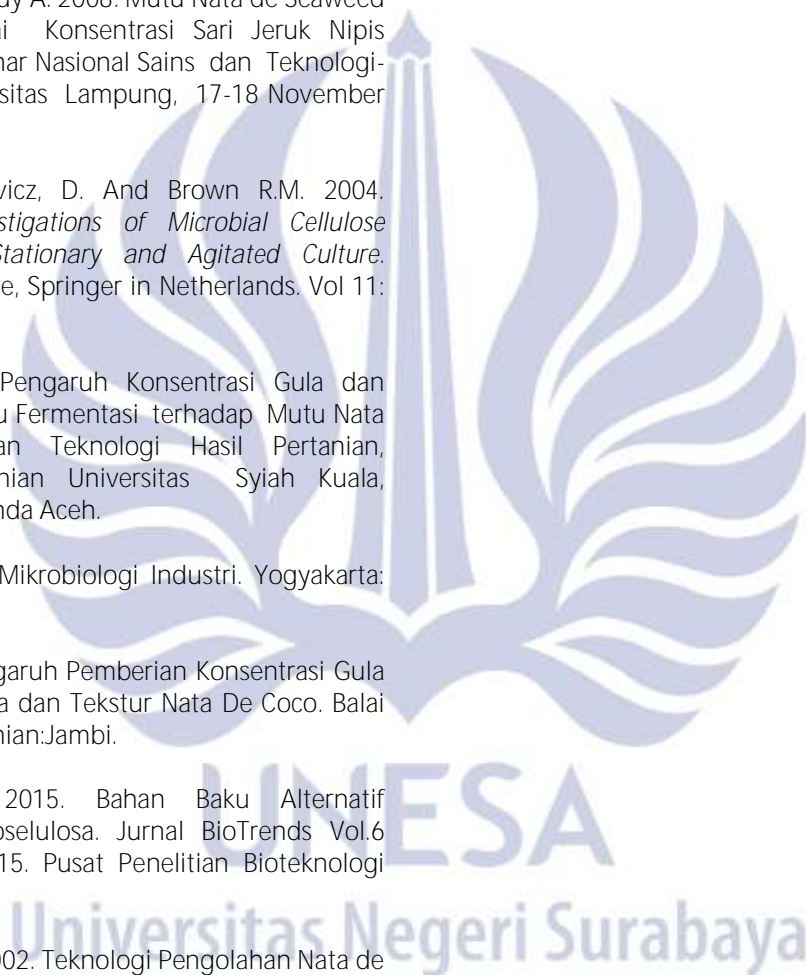 dy A. 2008. Mutu Nata de Seaweed
ai Konsentrasi Sari Jeruk Nipis
nar Nasional Sains dan Teknologi-
sitas Lampung, 17-18 November
vicz, D. And Brown R.M. 2004.
stigations of Microbial Cellulose
Stationary and Agitated Culture.
e, Springer in Netherlands. Vol 11:
Pengaruh Konsentrasi Gula dan
u Fermentasi terhadap Mutu Nata
an Teknologi Hasil Pertanian,
nian Universitas Syiah Kuala,
nda Aceh.
Mikrobiologi Industri. Yogyakarta:
garuh Pemberian Konsentrasi Gula
a dan Tekstur Nata De Coco. Balai
nian:Jambi.
2015. Bahan Baku Alternatif
oselulosa. Jurnal BioTrends Vol.6
15. Pusat Penelitian Bioteknologi
UNESA
Universitas Negeri Surabaya
002. Teknologi Pengolahan Nata de